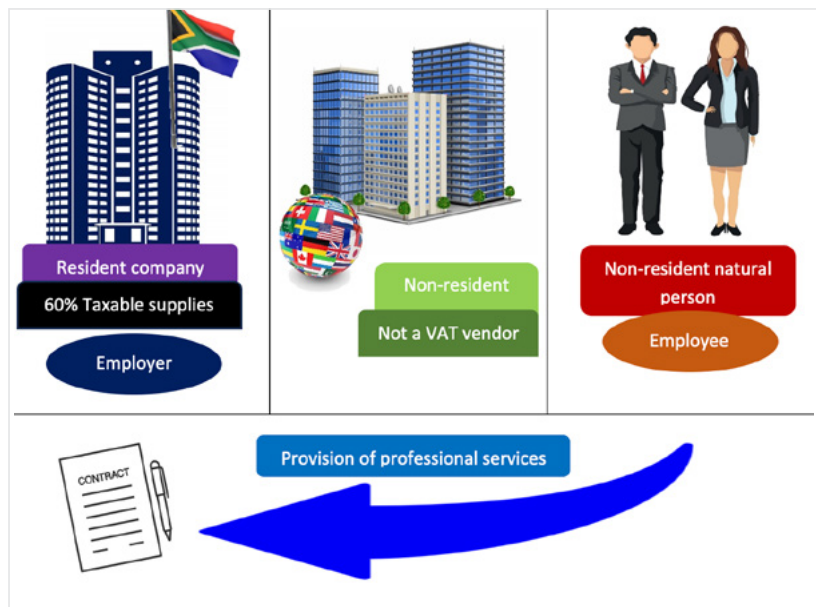 Resident company
60% Taxable supplies
Employer
Non-resident
Not a VAT vendor
Non-resident natural
person
Employee
Provision of professional services
CONTRACT